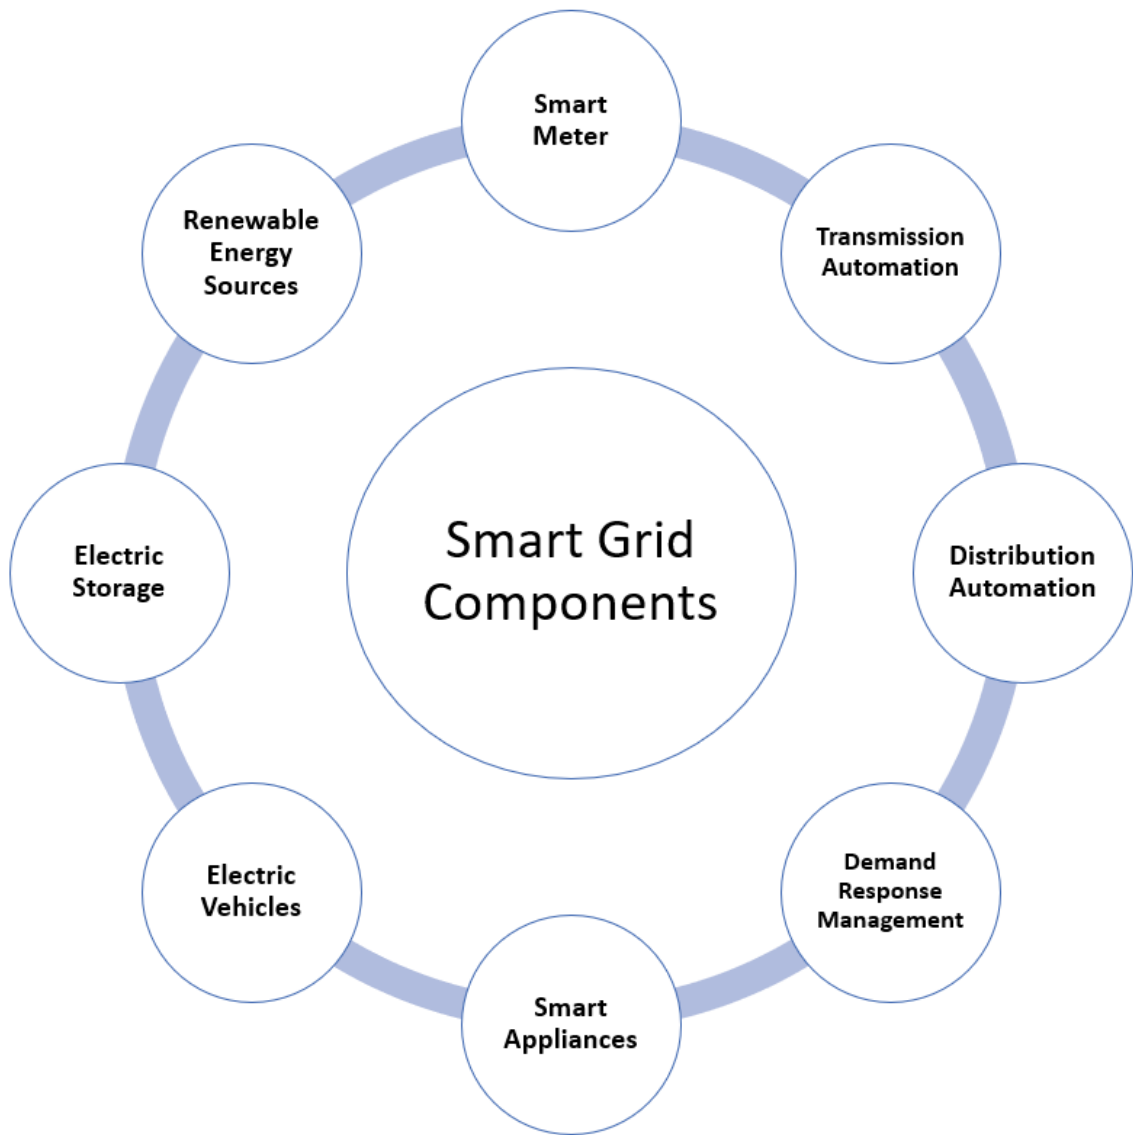 Smart
Meter
Transmission
Automation
Distribution
Automation
Demand
Response
Management
Smart
Appliances
Electric
Vehicles
Electric
Storage
Renewable
Energy
Sources
Smart Grid
Components